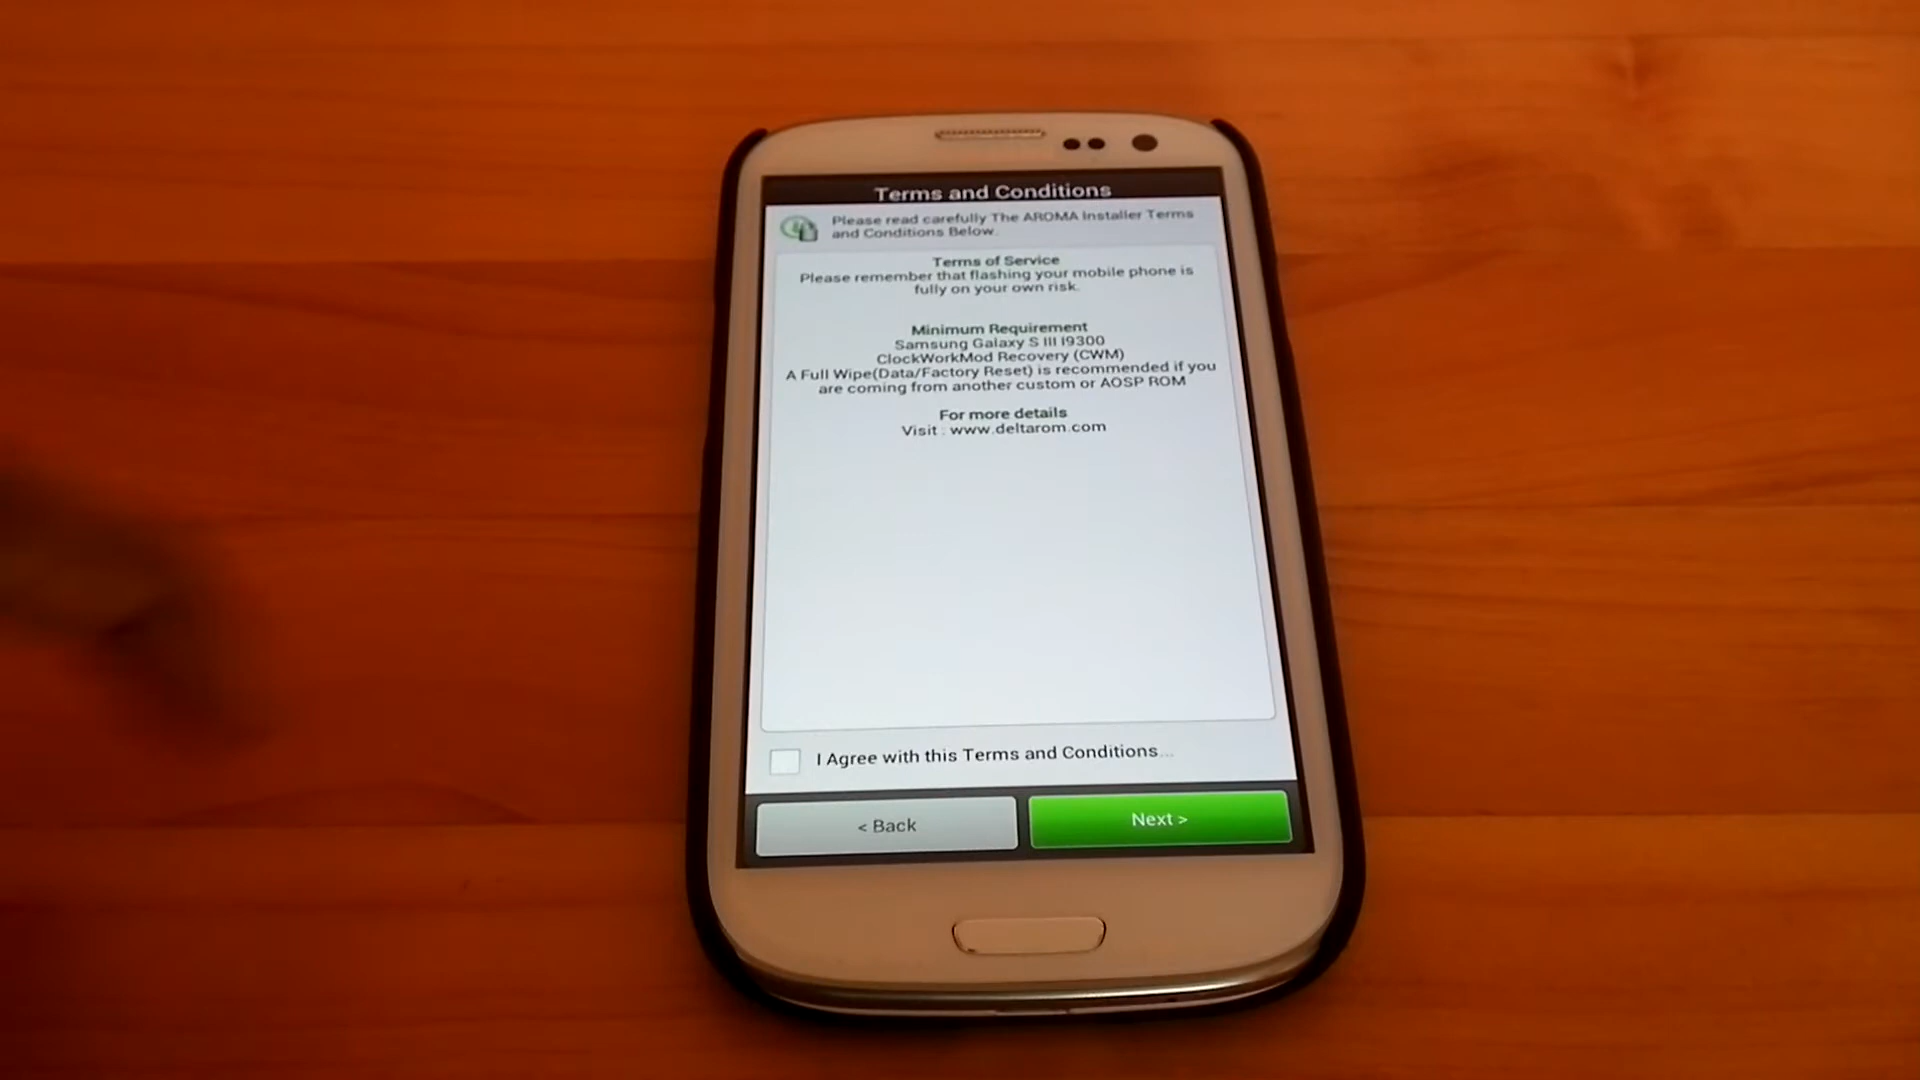 Terms and Conditions
Please read carefully The AROMA Installer Terms
and Conditions Below.
Terms of Service
Please remember that flashing your mobile phone is
fully on your own risk.
Minimum Requirement
Samsung Galaxy S III I9300
ClockWorkMod Recovery (CWM)
A Full Wipe(Data/Factory Reset) is recommended if you
are coming from another custom or AOSP ROM
For more details
Visit : www.deltarom.com
I Agree with this Terms and Conditions...
< Back
Next >